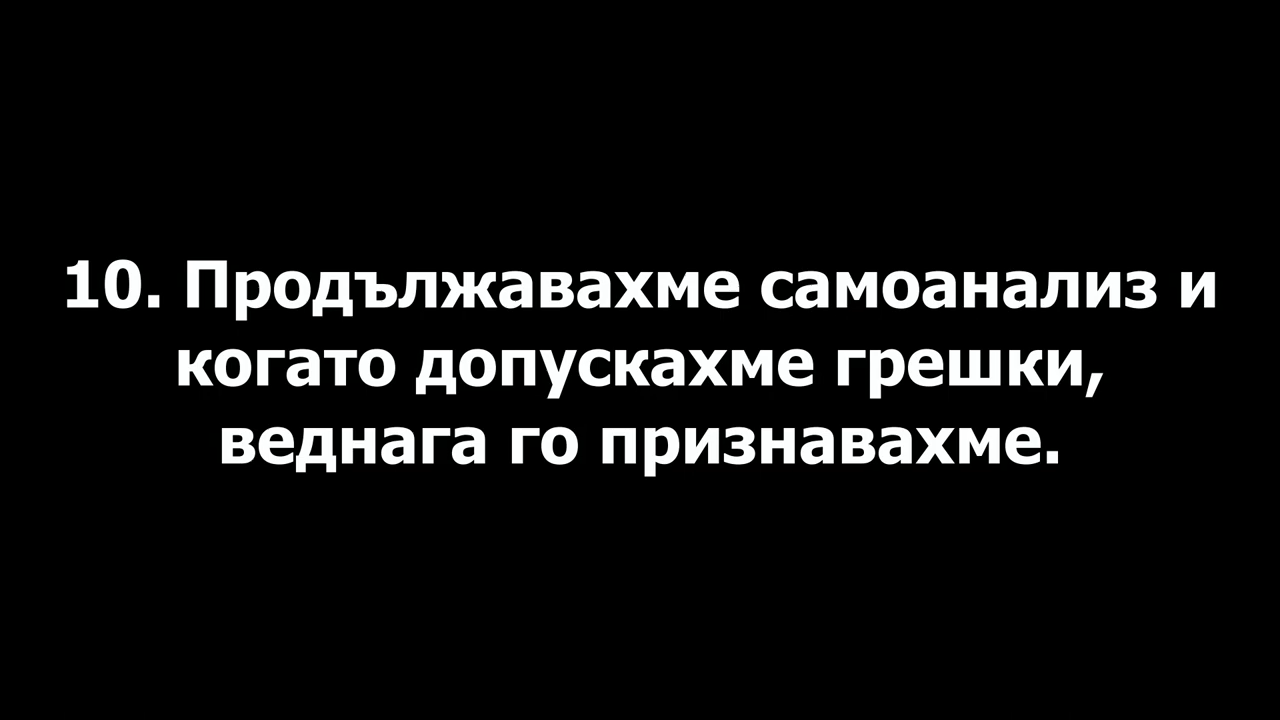 10. Продължавахме самоанализ и
когато допускахме грешки,
веднага го признавахме.